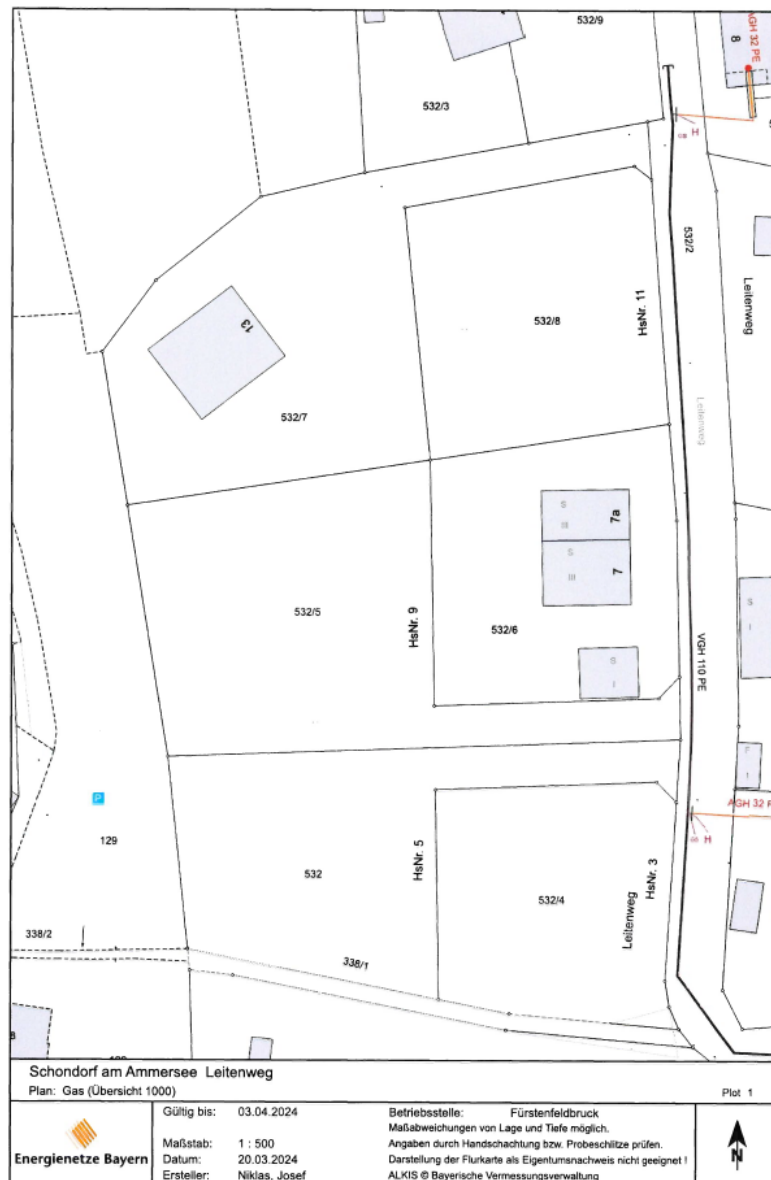 532/9
AGH 32 PE
8
532/3
H
532/2
Leitenweg
13
532/8
HsNr. 11
532/7
Leitenweg
S
III
7a
S
III
7
532/5
HsNr. 9
532/6
S
I
VGH 110 PE
S
I
F
1
P
129
AGH 32 P
H
532
HsNr. 5
HsNr. 3
Leitenweg
532/4
338/2
338/1
Schondorf am Ammersee Leitenweg
Plan: Gas (Übersicht 1000)
Plot 1
Energienetze Bayern
Gültig bis: 03.04.2024
Maßstab: 1 : 500
Datum: 20.03.2024
Ersteller: Niklas, Josef
Betriebsstelle: Fürstenfeldbruck
Maßabweichungen von Lage und Tiefe möglich.
Angaben durch Handschachtung bzw. Probeschlitze prüfen.
Darstellung der Flurkarte als Eigentumsnachweis nicht geeignet !
ALKIS © Bayerische Vermessungsverwaltung
N